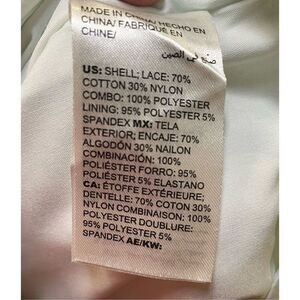 MADE IN CHINA/ HECHO EN
CHINA/ FABRIQUÉ EN
CHINE/
صنع في الصين
US: SHELL; LACE: 70%
COTTON 30% NYLON
COMBO: 100% POLYESTER
LINING: 95% POLYESTER 5%
SPANDEX MX: TELA
EXTERIOR; ENCAJE: 70%
ALGODÓN 30% NAILON
COMBINACIÓN: 100%
POLIÉSTER FORRO: 95%
POLIÉSTER 5% ELASTANO
CA: ÉTOFFE EXTÉRIEURE;
DENTELLE: 70% COTON 30%
NYLON COMBINAISON: 100%
POLYESTER DOUBLURE:
95% POLYESTER 5%
SPANDEX AE/KW: